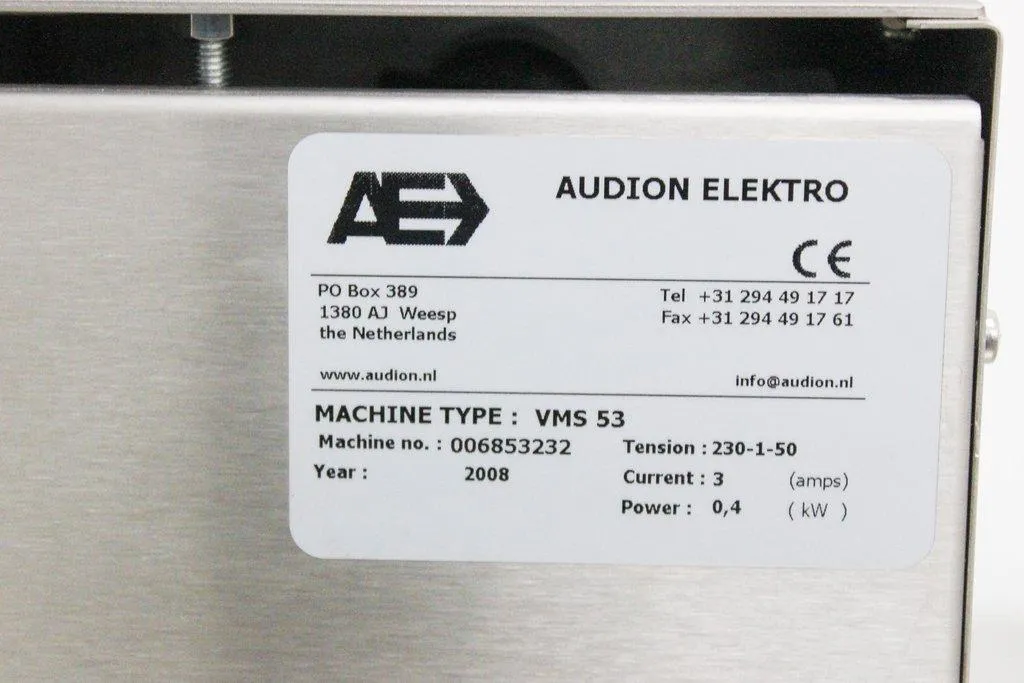 AE
AUDION ELEKTRO
CE
PO Box 389
1380 AJ Weesp
the Netherlands
Tel +31 294 49 17 17
Fax +31 294 49 17 61
www.audion.nl
info@audion.nl
MACHINE TYPE : VMS 53
Machine no. : 006853232
Tension : 230-1-50
Year : 2008
Current : 3 (amps)
Power : 0,4 ( kW )